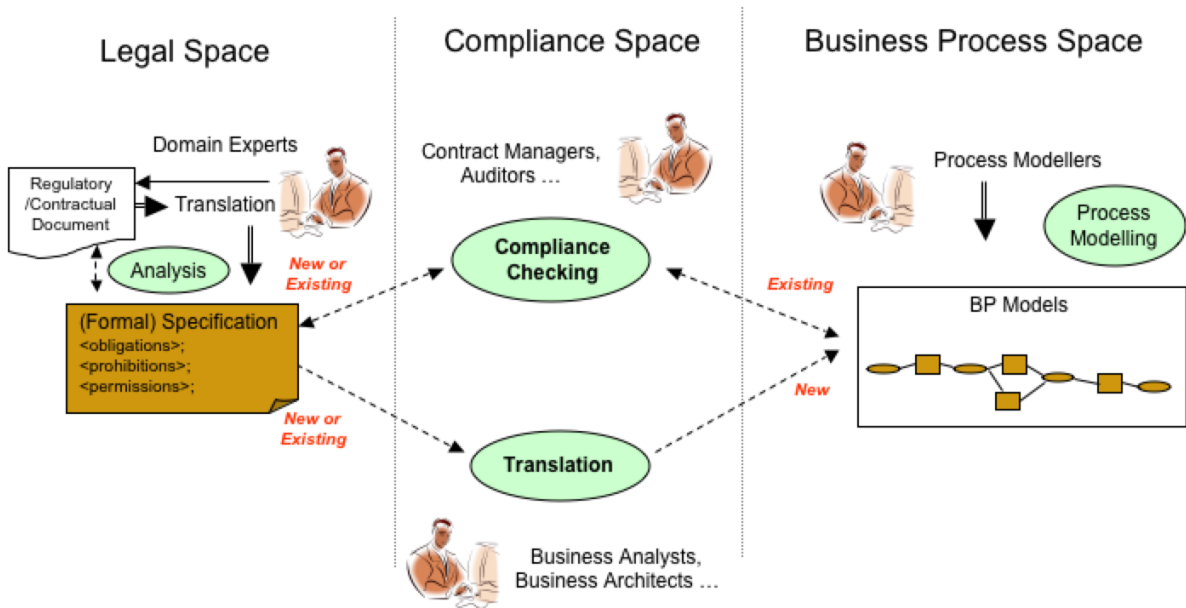 Legal Space
Compliance Space
Business Process Space
Domain Experts
Regulatory
/Contractual
Document
Translation
Analysis
New or
Existing
(Formal) Specification
<obligations>;
<prohibitions>;
<permissions>;
New or
Existing
Contract Managers,
Auditors ...
Compliance
Checking
Translation
Business Analysts,
Business Architects ...
Process Modellers
Process
Modelling
Existing
New
BP Models